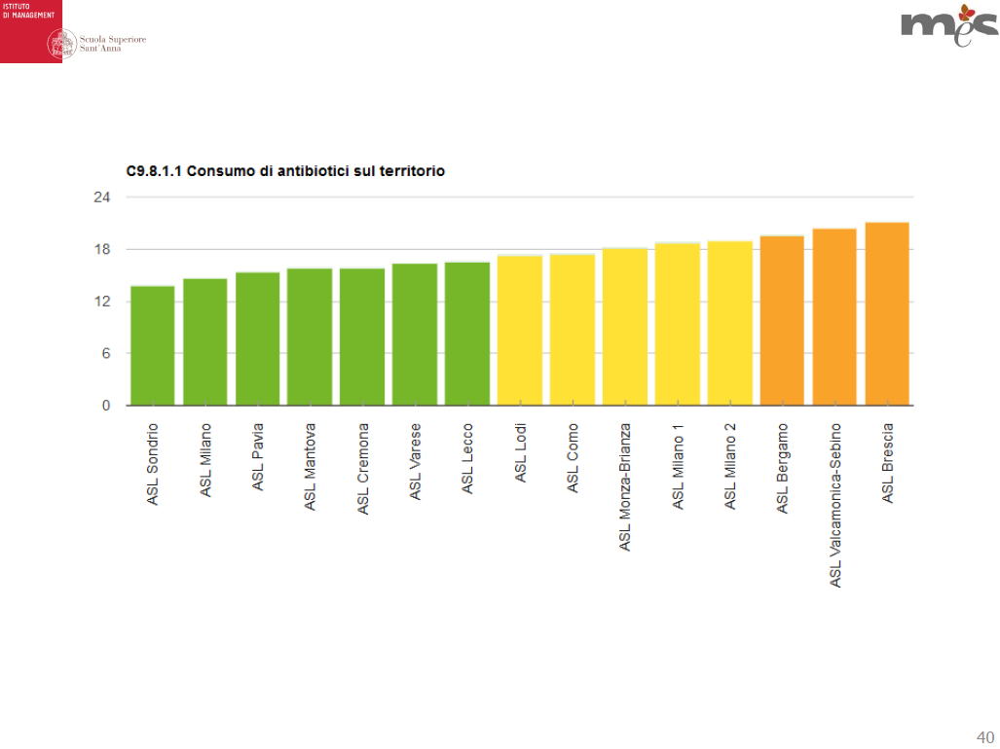 ISTITUTO
DI MANAGEMENT
Scuola Superiore
Sant'Anna
mes
C9.8.1.1 Consumo di antibiotici sul territorio
24
18
12
6
0
ASL Sondrio
ASL Milano
ASL Pavia
ASL Mantova
ASL Cremona
ASL Varese
ASL Lecco
ASL Lodi
ASL Como
ASL Monza-Brianza
ASL Milano 1
ASL Milano 2
ASL Bergamo
ASL Valcamonica-Sebino
ASL Brescia
40